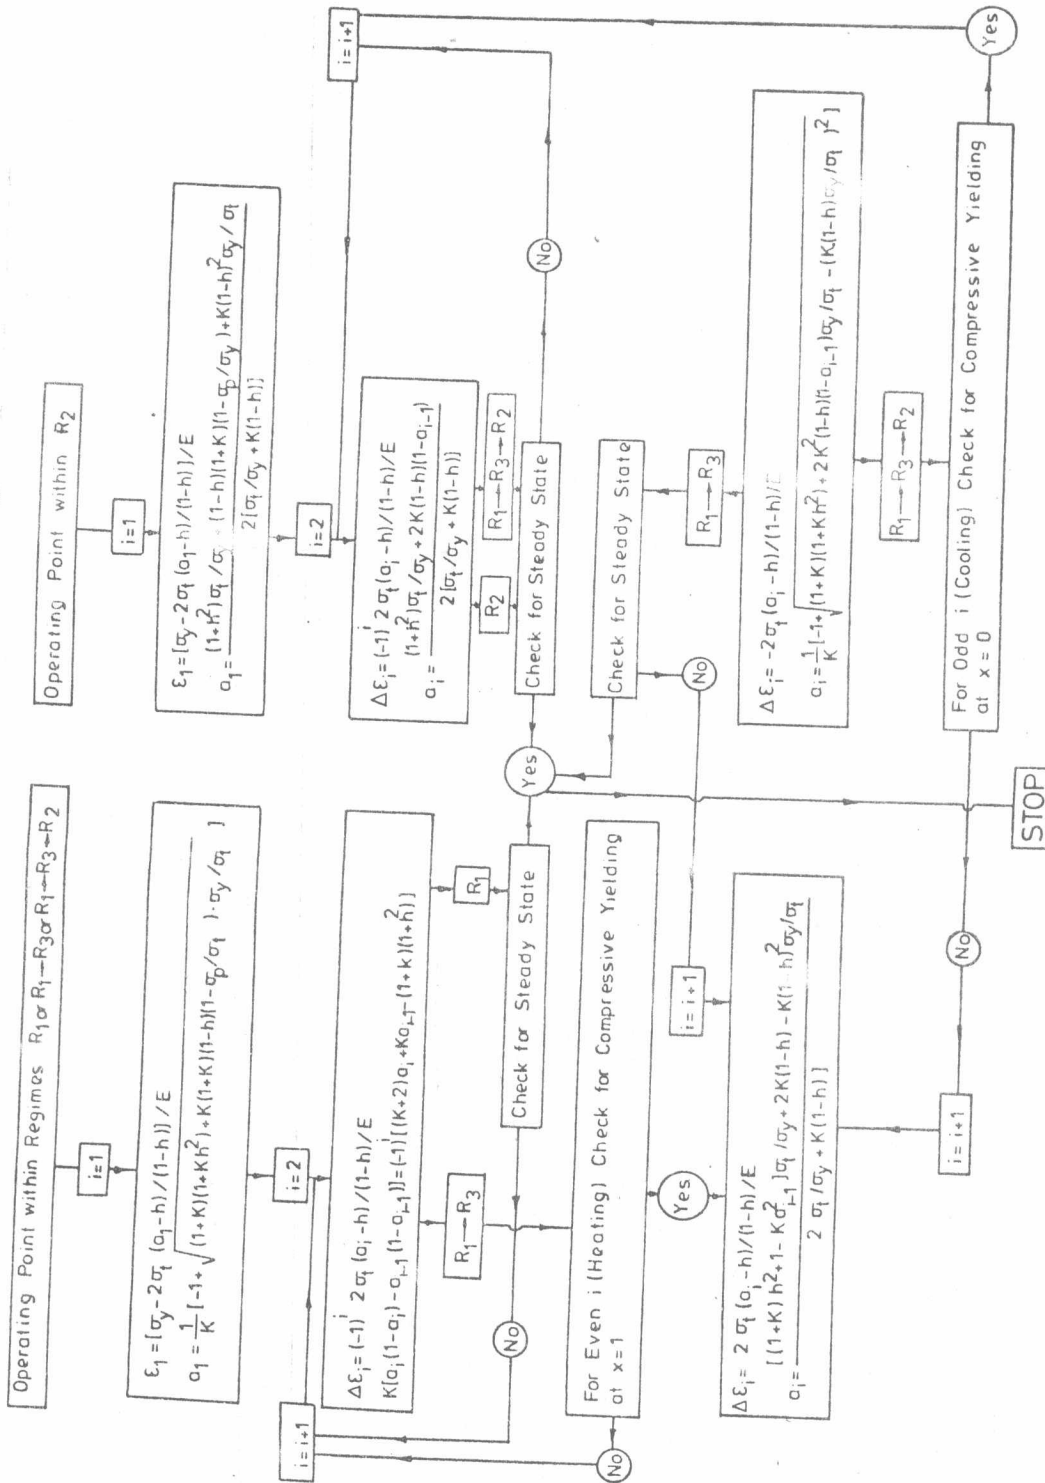 Operating Point within Regimes R₁ or R₁→R₃ or R₁→R₃→R₂
i=1
ε₁=[σy-2σt (a₁-h)/(1-h)]/E
a₁=1/K[-1+√(1+K)(1+Kh²)+K(1+K)(1-h)(1-σp/σt)·σy/σt]
i=2
Δεᵢ=(-1)ⁱ 2σt(aᵢ-h)/(1-h)/E
K[aᵢ(1-aᵢ)-aᵢ₋₁(1-aᵢ₋₁)]=(-1)ⁱ[(K+2)aᵢ+Kaᵢ₋₁-(1+k)(1+h²)]
R₁
R₁→R₃
Check for Steady State
No
i=i+1
For Even i (Heating) Check for Compressive Yielding
at x=1
No
Yes
i=i+1
Δεᵢ= 2σt(aᵢ-h)/(1-h)/E
aᵢ=[(1+K)h²+1-Ka²ᵢ₋₁]σt/σy+2K(1-h)-K(1-h)²σy/σt
2σt/σy+K(1-h)]
i=i+1
No
STOP
Operating Point within R₂
i=1
ε₁=[σy-2σt(a₁-h)/(1-h)]/E
a₁=(1+h²)σt/σy+(1-h)(1+K)(1-σp/σy)+K(1-h)²σy/σt
2[σt/σy+K(1-h)]
i=2
Δεᵢ=(-1)ⁱ 2σt(aᵢ-h)/(1-h)/E
aᵢ=(1+h²)σt/σy+2K(1-h)(1-aᵢ₋₁)
2[σt/σy+K(1-h)]
R₂
R₁→R₃→R₂
Check for Steady State
Yes
No
i=i+1
Check for Steady State
No
R₁→R₃
Δεᵢ=-2σt(aᵢ-h)/(1-h)/E
aᵢ=1/K[-1+√(1+K)(1+Kh²)+2K²(1-h)(1-aᵢ₋₁)σy/σt-(K(1-h)σy/σt)²]
R₁→R₃→R₂
For Odd i (Cooling) Check for Compressive Yielding
at x=0
Yes